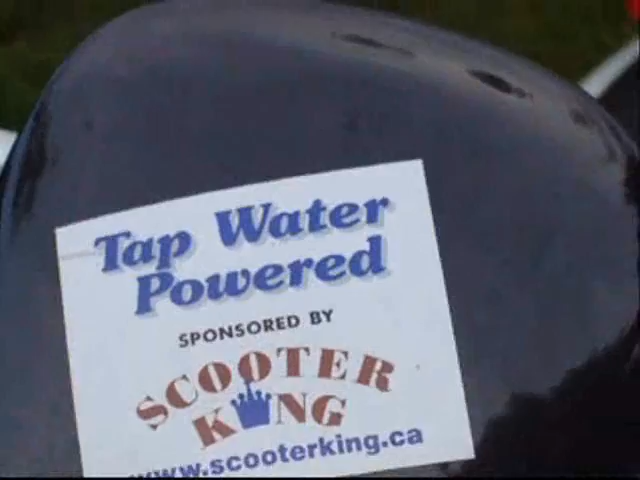 Tap Water
Powered
SPONSORED BY
SCOOTER
KING
www.scooterking.ca